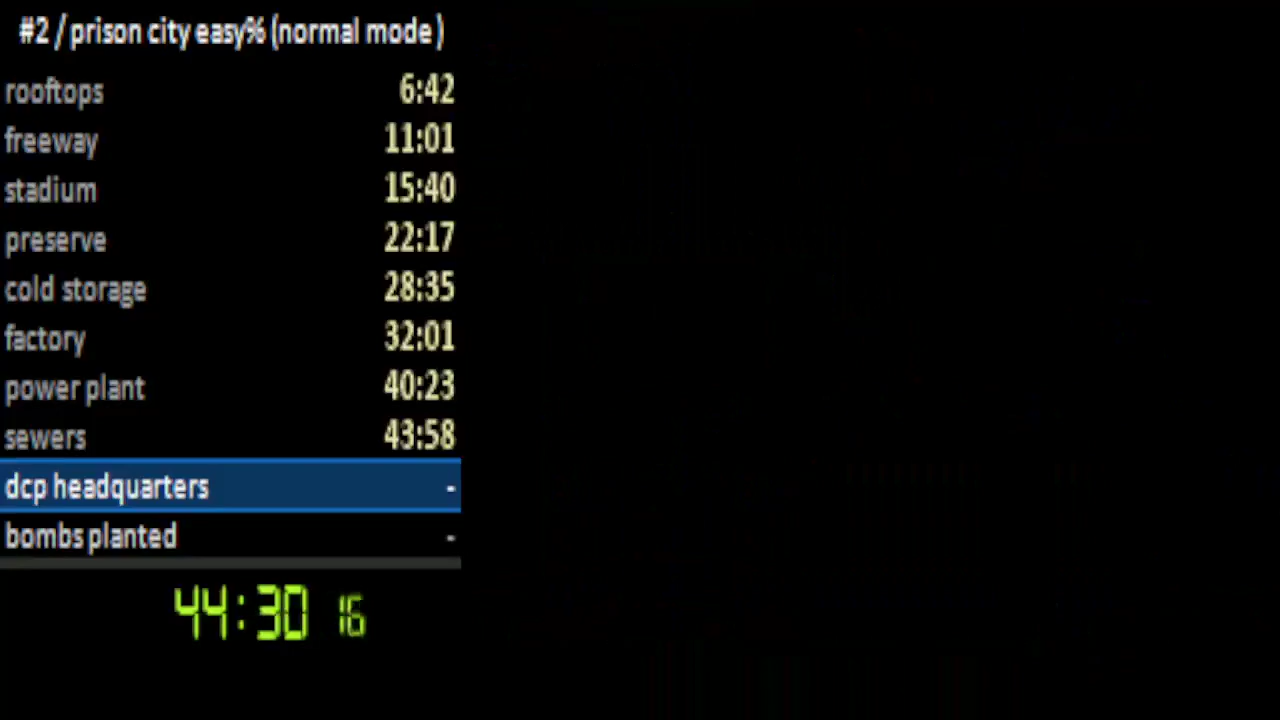 #2 / prison city easy% (normal mode)
rooftops 6:42
freeway 11:01
stadium 15:40
preserve 22:17
cold storage 28:35
factory 32:01
power plant 40:23
sewers 43:58
dcp headquarters -
bombs planted -
44:30 16